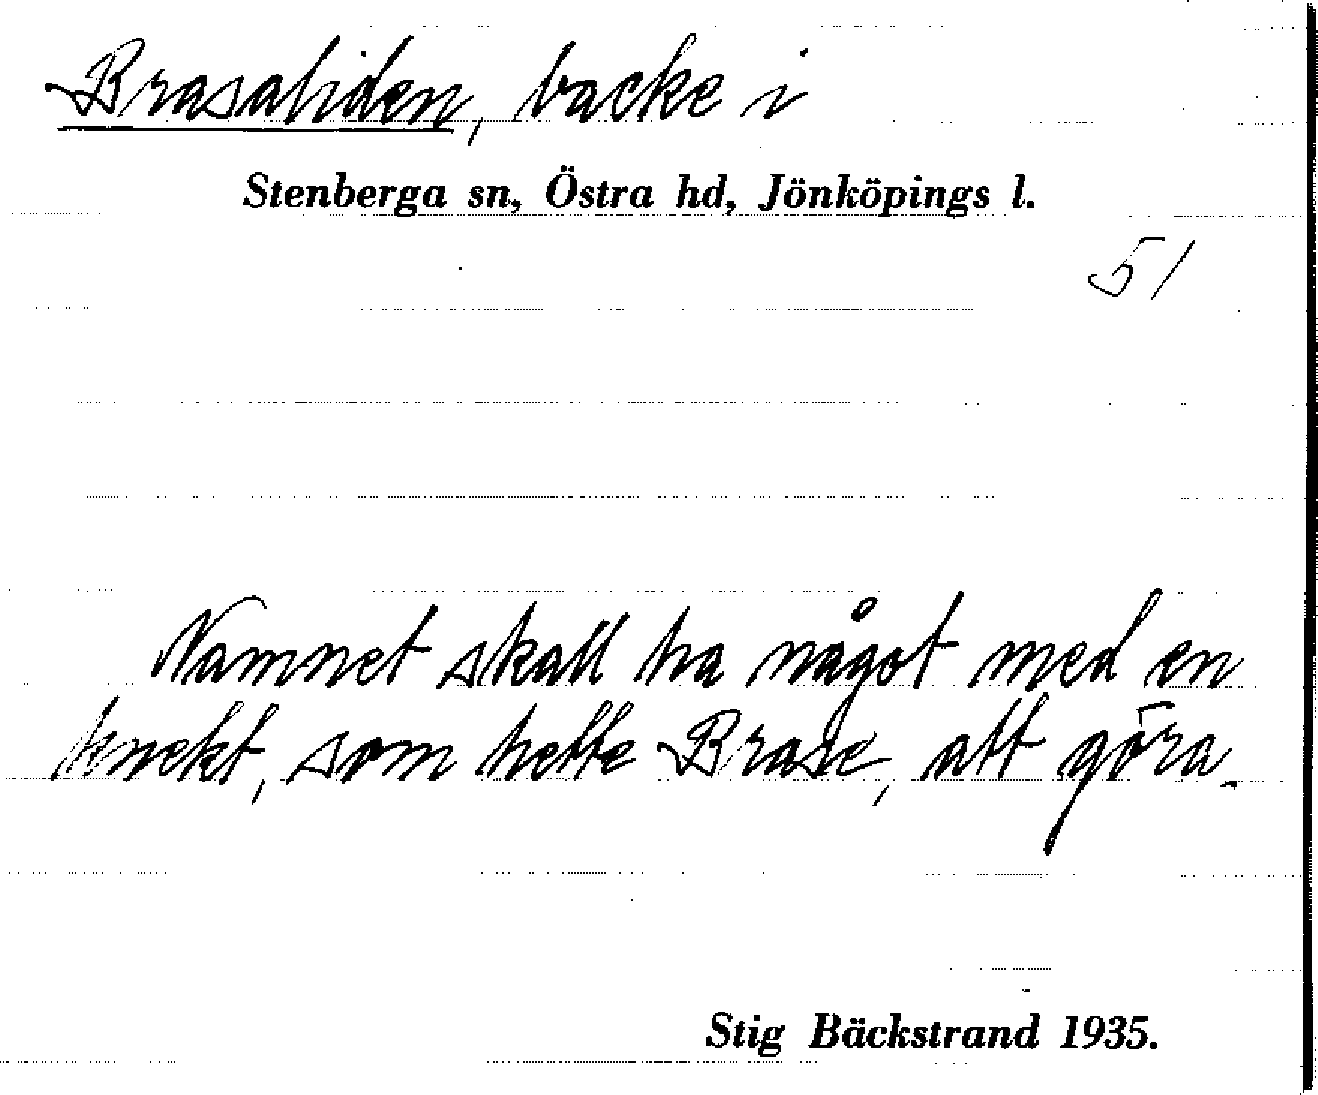 Brasaliden, backe i
Stenberga sn, Östra hd, Jönköpings l.
51
Namnet skall ha något med en
knekt, som hette Brase, att göra.
Stig Bäckstrand 1935.